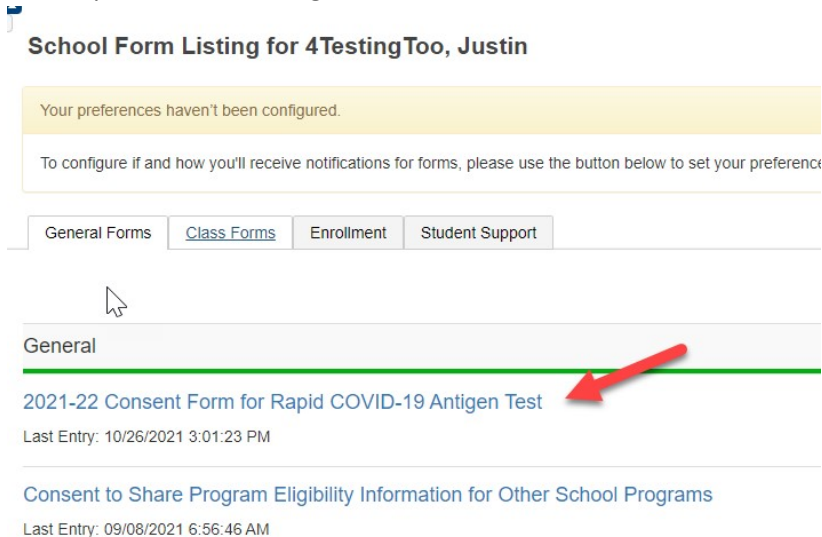 School Form Listing for 4TestingToo, Justin
Your preferences haven't been configured.
To configure if and how you'll receive notifications for forms, please use the button below to set your preference
General Forms Class Forms Enrollment Student Support
General
2021-22 Consent Form for Rapid COVID-19 Antigen Test
Last Entry: 10/26/2021 3:01:23 PM
Consent to Share Program Eligibility Information for Other School Programs
Last Entry: 09/08/2021 6:56:46 AM